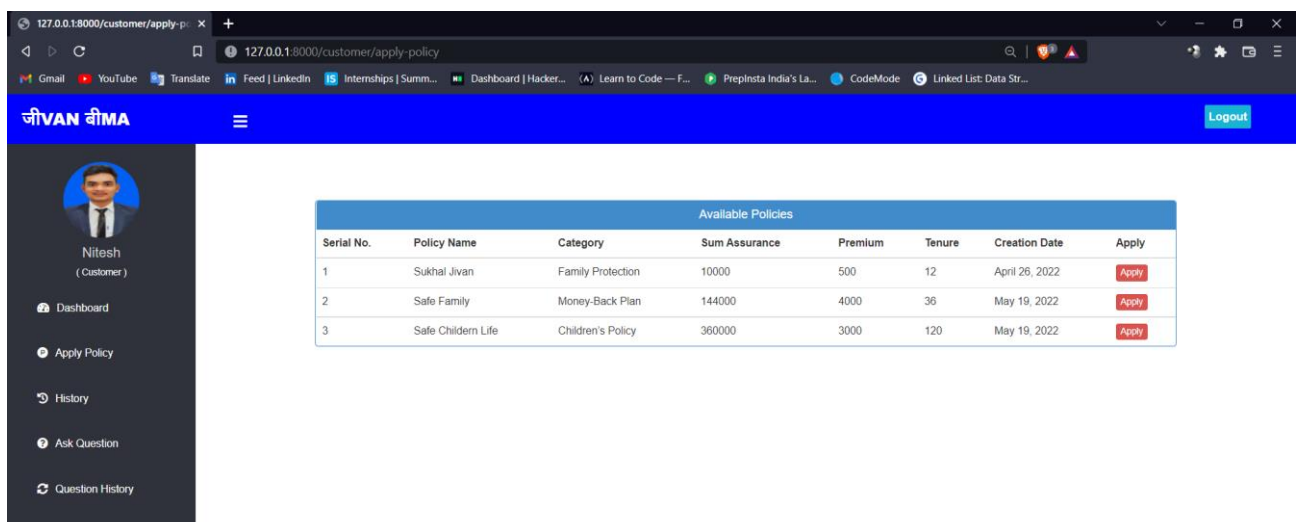 127.0.0.1:8000/customer/apply-po
127.0.0.1:8000/customer/apply-policy
Gmail YouTube Translate Feed | LinkedIn Internships | Summ... Dashboard | Hacker... Learn to Code — F... PrepInsta India's La... CodeMode Linked List: Data Str...
जीVAN बीMA Logout
Nitesh
( Customer )
Dashboard
Apply Policy
History
Ask Question
Question History
Available Policies
Serial No. Policy Name Category Sum Assurance Premium Tenure Creation Date Apply
1 Sukhal Jivan Family Protection 10000 500 12 April 26, 2022 Apply
2 Safe Family Money-Back Plan 144000 4000 36 May 19, 2022 Apply
3 Safe Childern Life Children's Policy 360000 3000 120 May 19, 2022 Apply